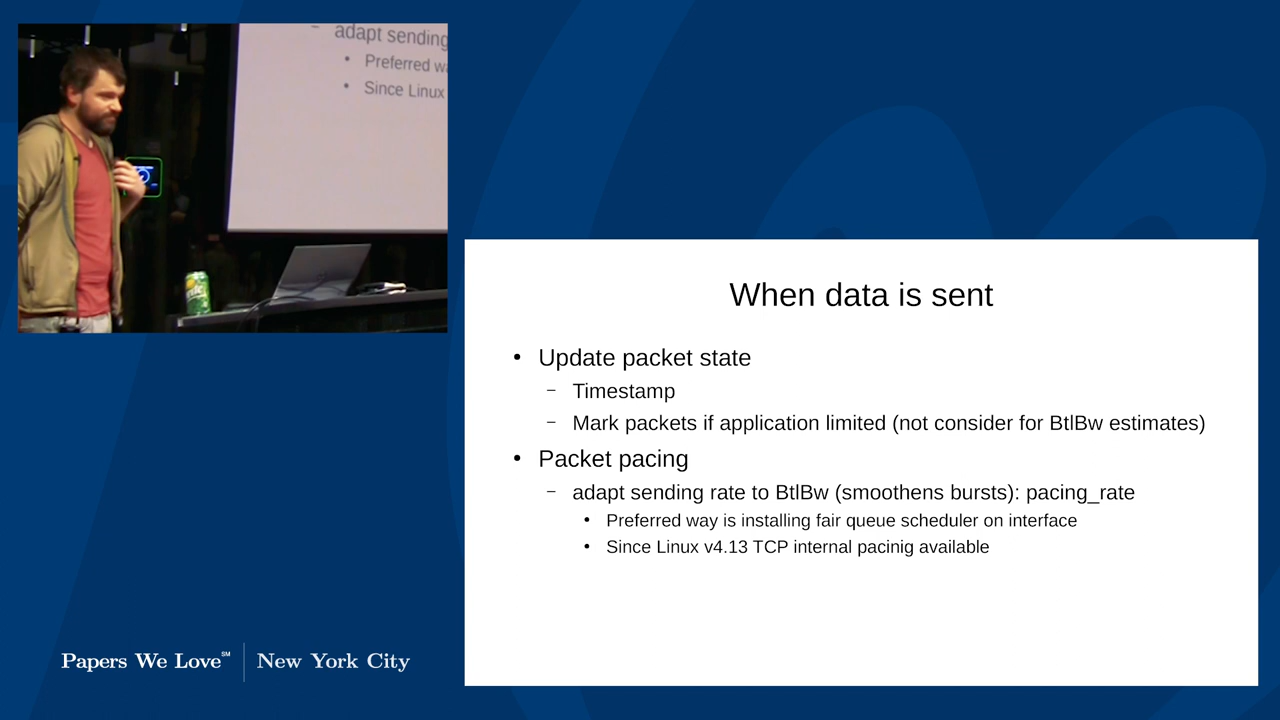 adapt sending
Preferred
Since Linux
When data is sent
• Update packet state
– Timestamp
– Mark packets if application limited (not consider for BtlBw estimates)
• Packet pacing
– adapt sending rate to BtlBw (smoothens bursts): pacing_rate
• Preferred way is installing fair queue scheduler on interface
• Since Linux v4.13 TCP internal pacinig available
Papers We Love℠ | New York City